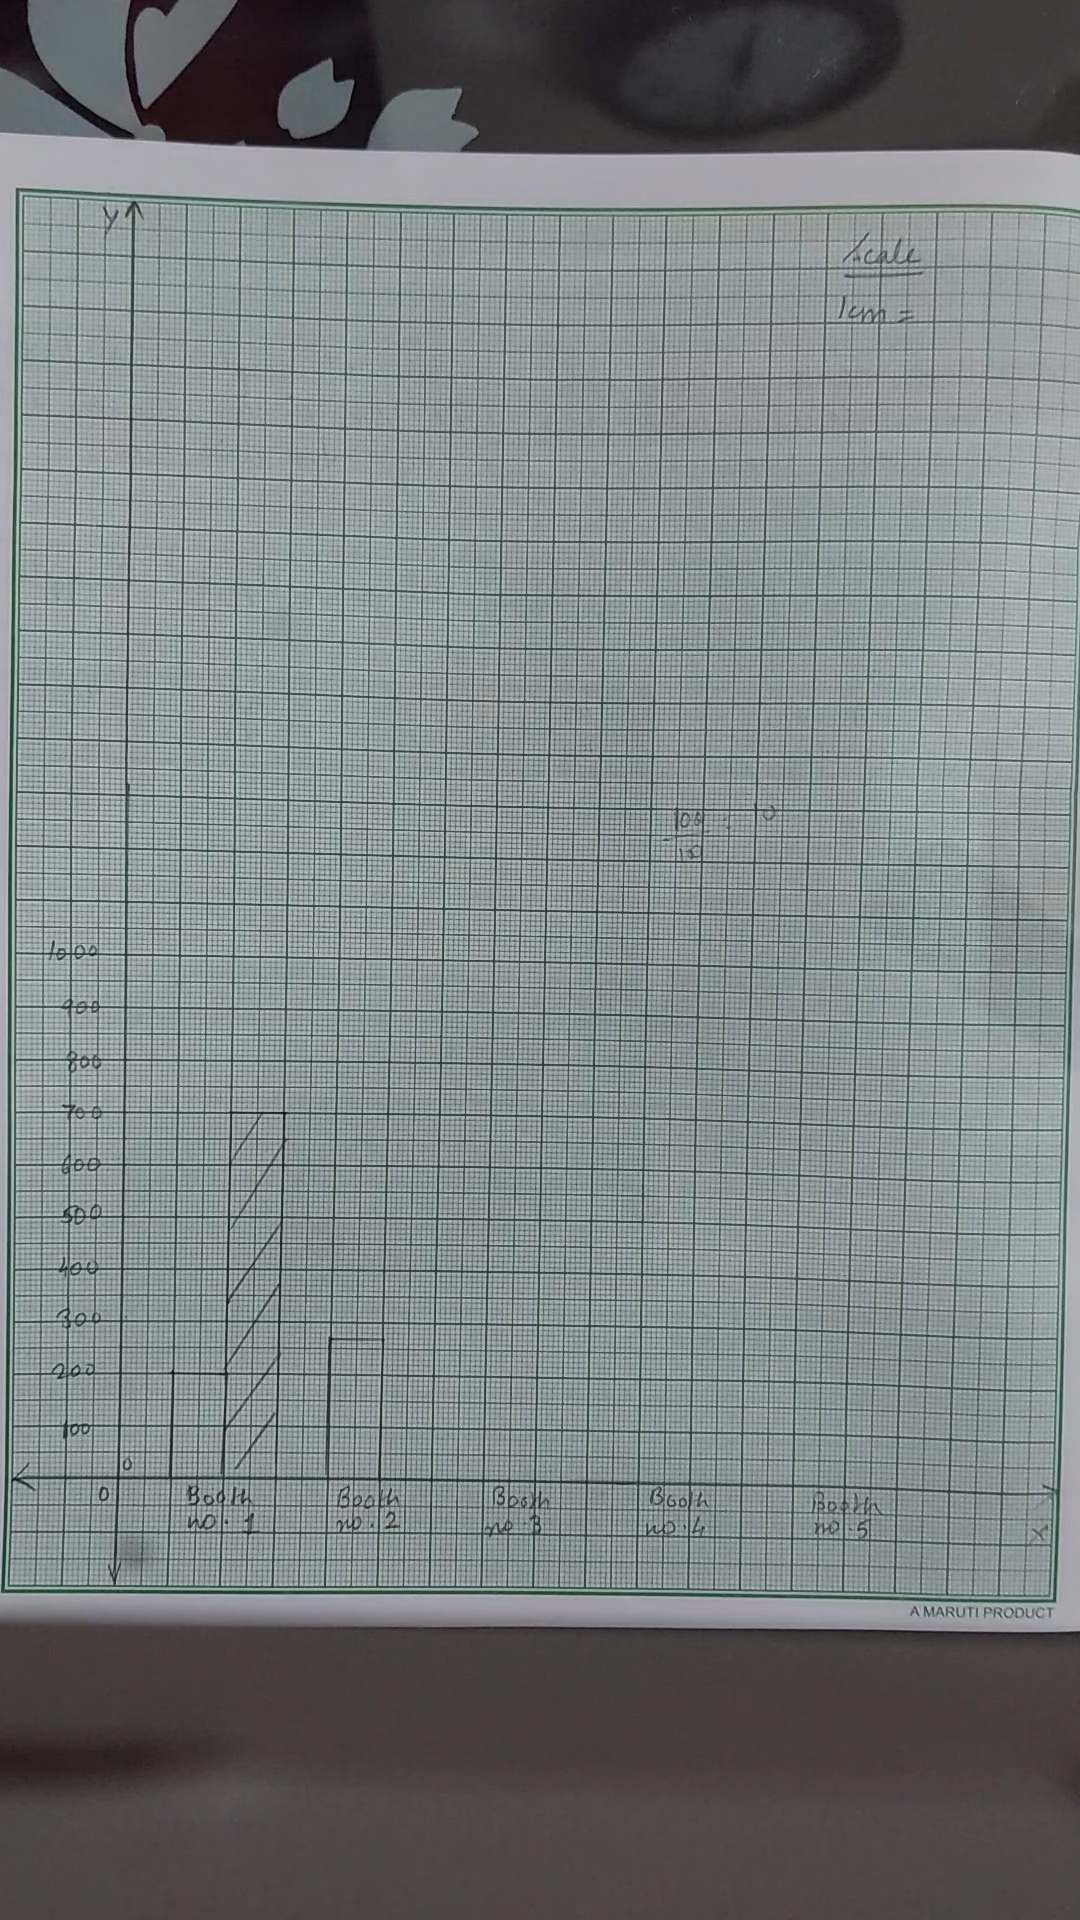 Y
Scale
1cm =
100 = 10
10
1000
900
800
700
600
500
400
300
200
100
0
0
Booth no. 1
Booth no. 2
Booth no 3
Booth no. 4
Booth no. 5
X
A MARUTI PRODUCT